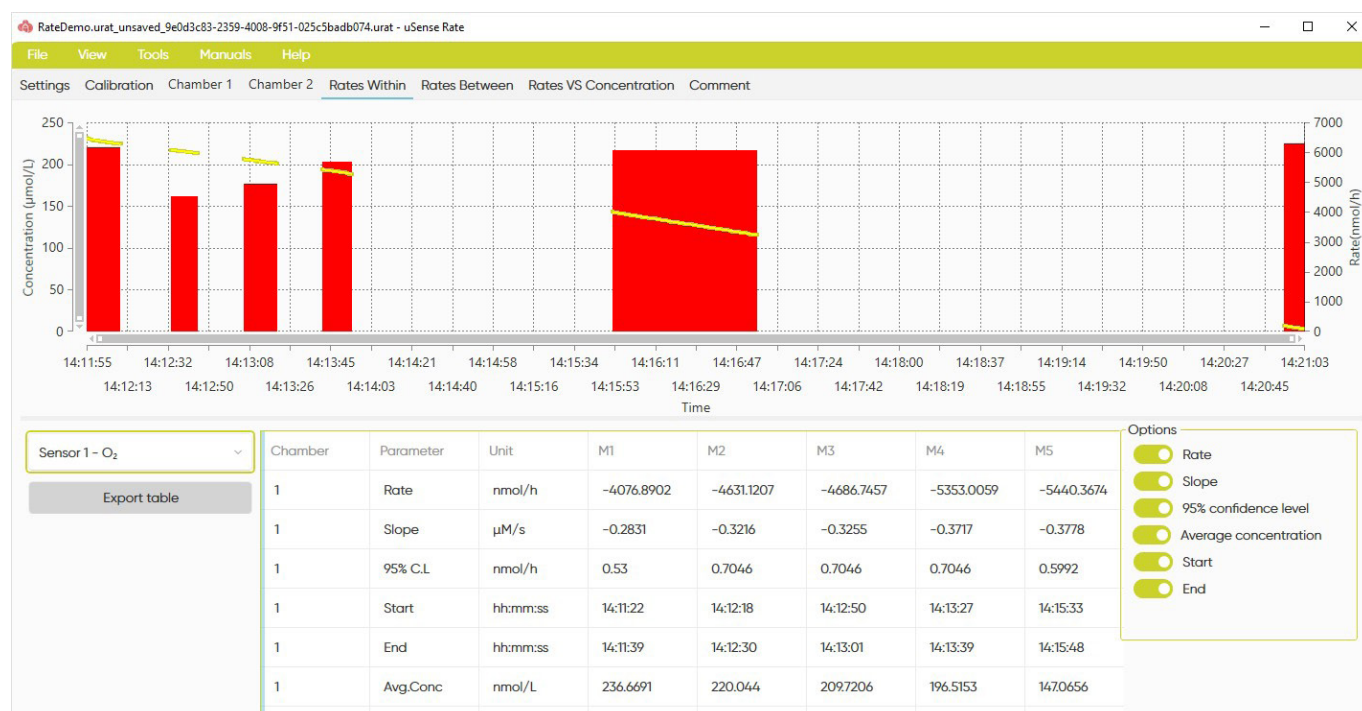 RateDemo.urat_unsaved_9e0d3c83-2359-4008-9f51-025c5badb074.urat - uSense Rate
File View Tools Manuals Help
Settings Calibration Chamber 1 Chamber 2 Rates Within Rates Between Rates VS Concentration Comment
Concentration (µmol/L)
250
200
150
100
50
0
7000
6000
5000
4000
3000
2000
1000
0
Rate(nmol/h)
14:11:55 14:12:32 14:13:08 14:13:45 14:14:21 14:14:58 14:15:34 14:16:11 14:16:47 14:17:24 14:18:00 14:18:37 14:19:14 14:19:50 14:20:27 14:21:03
14:12:13 14:12:50 14:13:26 14:14:03 14:14:40 14:15:16 14:15:53 14:16:29 14:17:06 14:17:42 14:18:19 14:18:55 14:19:32 14:20:08 14:20:45
Time
Sensor 1 - O₂
Export table
Chamber Parameter Unit M1 M2 M3 M4 M5
1 Rate nmol/h -4076.8902 -4631.1207 -4686.7457 -5353.0059 -5440.3674
1 Slope µM/s -0.2831 -0.3216 -0.3255 -0.3717 -0.3778
1 95% C.L nmol/h 0.53 0.7046 0.7046 0.7046 0.5992
1 Start hh:mm:ss 14:11:22 14:12:18 14:12:50 14:13:27 14:15:33
1 End hh:mm:ss 14:11:39 14:12:30 14:13:01 14:13:39 14:15:48
1 Avg.Conc nmol/L 236.6691 220.044 209.7206 196.5153 147.0656
Options
Rate
Slope
95% confidence level
Average concentration
Start
End